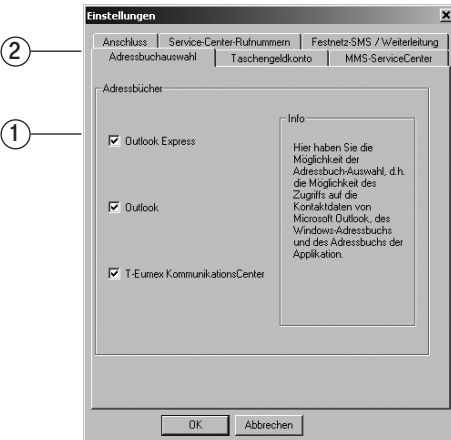 Einstellungen
Anschluss Service-Center-Rufnummern Festnetz-SMS / Weiterleitung
2
Adressbuchauswahl Taschengeldkonto MMS-ServiceCenter
Adressbücher
1
Outlook Express
Outlook
T-Eumex KommunikationsCenter
Info
Hier haben Sie die
Möglichkeit der
Adressbuch-Auswahl, d.h.
die Möglichkeit des
Zugriffs auf die
Kontaktdaten von
Microsoft Outlook, des
Windows-Adressbuchs
und des Adressbuchs der
Applikation.
OK Abbrechen